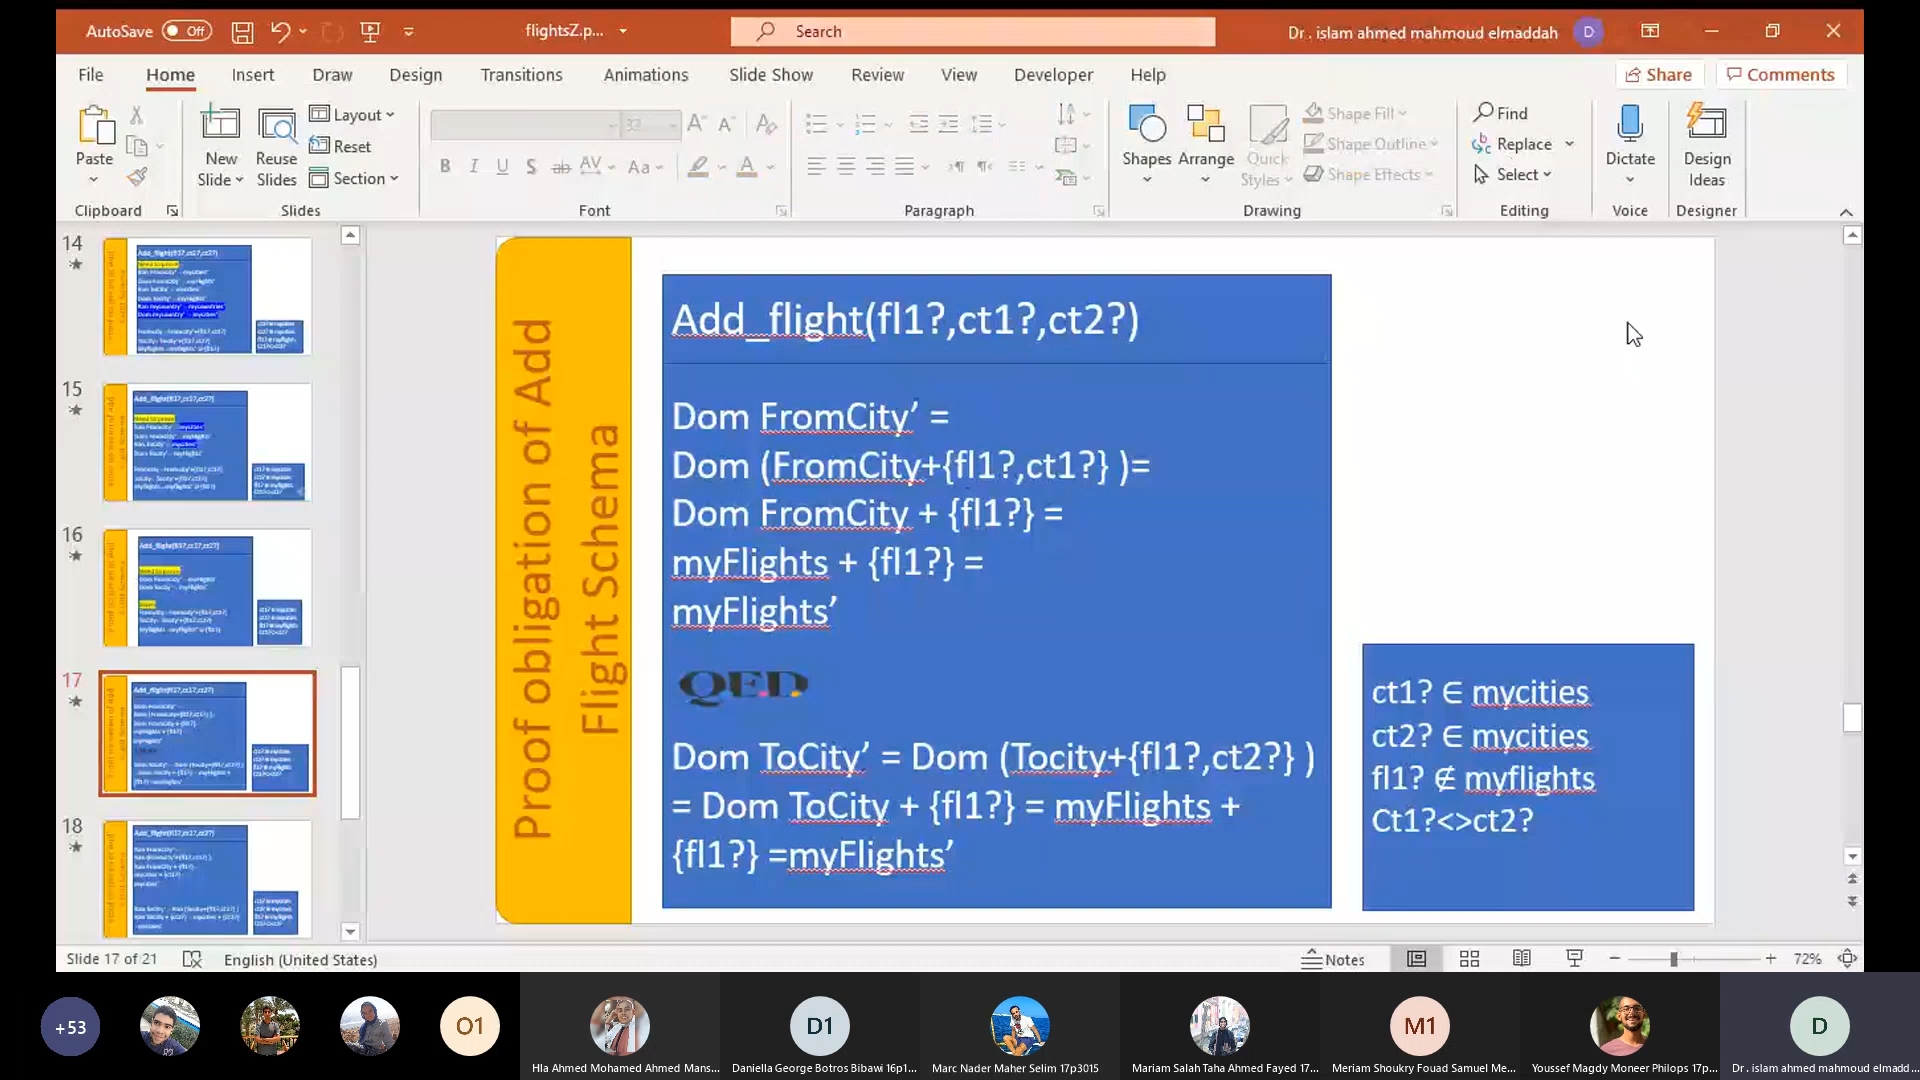 AutoSave Off
flightsZ.p...
Search
Dr . islam ahmed mahmoud elmaddah
D
File Home Insert Draw Design Transitions Animations Slide Show Review View Developer Help
Share Comments
Paste
New Slide
Reuse Slides
Layout
Reset
Section
32
Shapes
Arrange
Quick Styles
Shape Fill
Shape Outline
Shape Effects
Find
Replace
Select
Dictate
Design Ideas
Clipboard Slides Font Paragraph Drawing Editing Voice Designer
14
15
16
17
18
Proof obligation of Add
Flight Schema
Add_flight(fl1?,ct1?,ct2?)
Dom FromCity’ =
Dom (FromCity+{fl1?,ct1?} )=
Dom FromCity + {fl1?} =
myFlights + {fl1?} =
myFlights’
QED
Dom ToCity’ = Dom (Tocity+{fl1?,ct2?} )
= Dom ToCity + {fl1?} = myFlights +
{fl1?} =myFlights’
ct1? ∈ mycities
ct2? ∈ mycities
fl1? ∉ myflights
Ct1?<>ct2?
Slide 17 of 21
English (United States)
Notes
72%
+53
O1
D1
M1
D
Hla Ahmed Mohamed Ahmed Mans...
Daniella George Botros Bibawi 16p1...
Marc Nader Maher Selim 17p3015
Mariam Salah Taha Ahmed Fayed 17...
Meriam Shoukry Fouad Samuel Me...
Youssef Magdy Moneer Philops 17p...
Dr . islam ahmed mahmoud elmadd...